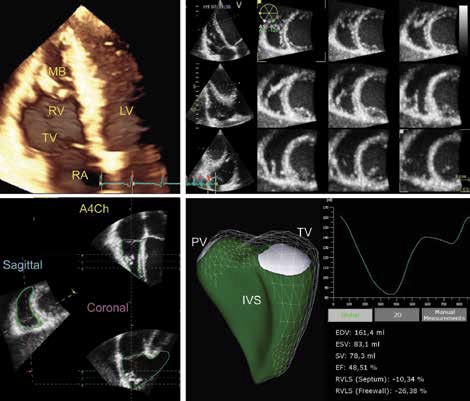 MB
RV
LV
TV
RA
V
A4Ch
Sagittal
Coronal
PV
TV
IVS
2D
Manual
Measurements
EDV: 161,4 ml
ESV: 83,1 ml
SV: 78,3 ml
EF: 48,51 %
RVLS (Septum): -10,34 %
RVLS (Freewall): -26,38 %